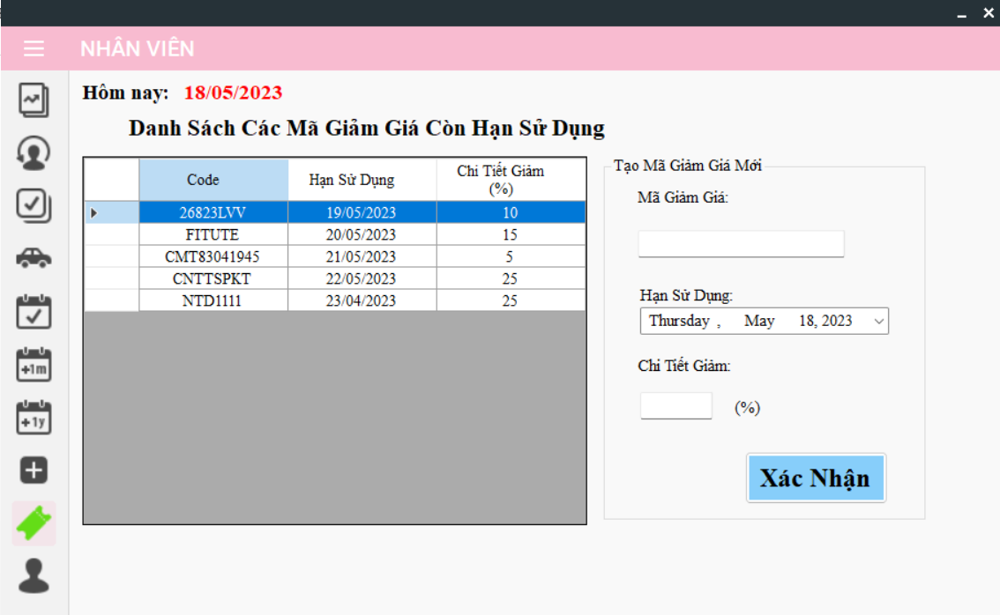 NHÂN VIÊN
Hôm nay: 18/05/2023
Danh Sách Các Mã Giảm Giá Còn Hạn Sử Dụng
Code Hạn Sử Dụng Chi Tiết Giảm (%)
26823LVV 19/05/2023 10
FITUTE 20/05/2023 15
CMT83041945 21/05/2023 5
CNTTSPKT 22/05/2023 25
NTD1111 23/04/2023 25
Tạo Mã Giảm Giá Mới
Mã Giảm Giá:
Hạn Sử Dụng:
Thursday , May 18, 2023
Chi Tiết Giảm:
(%)
Xác Nhận
+1m
+1y